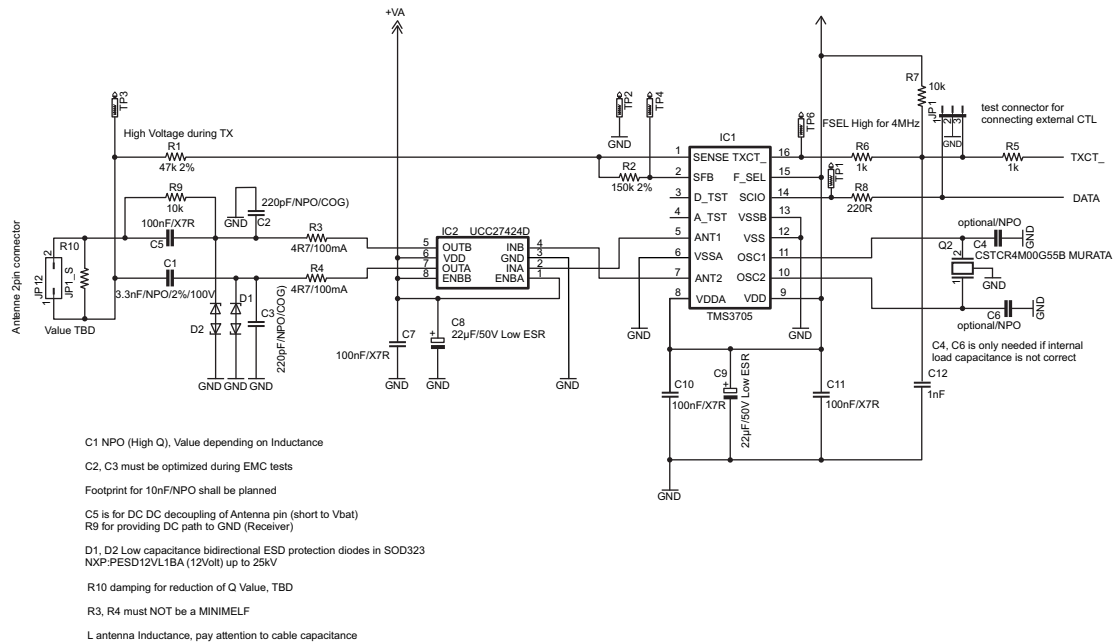 +VA
TP3
TP2
TP4
TP6
TP1
R7
10k
JP1
1 2 3
GND
test connector for
connecting external CTL
High Voltage during TX
R1
47k 2%
FSEL High for 4MHz
R6
1k
R5
1k
TXCT_
R8
220R
DATA
R2
150k 2%
GND
IC1
1 SENSE TXCT_ 16
2 SFB F_SEL 15
3 D_TST SCIO 14
4 A_TST VSSB 13
5 ANT1 VSS 12
6 VSSA OSC1 11
7 ANT2 OSC2 10
8 VDDA VDD 9
TMS3705
GND
GND
R9
10k
100nF/X7R
C5
220pF/NPO/COG)
C2
GND
R3
4R7/100mA
R4
4R7/100mA
IC2 UCC27424D
5 OUTB INB 4
6 VDD GND 3
7 OUTA INA 2
8 ENBB ENBA 1
Antenne 2pin connector
JP12
JP1_S
2
1
R10
Value TBD
C1
3.3nF/NPO/2%/100V
D1
D2
C3
220pF/NPO/COG)
GND GND GND
C7
100nF/X7R
GND
C8
22µF/50V Low ESR
GND
GND
optional/NPO
C4
GND
Q2
2
1
CSTCR4M00G55B MURATA
GND
C6
optional/NPO
GND
C4, C6 is only needed if internal
load capacitance is not correct
C10
100nF/X7R
C9
22µF/50V Low ESR
C11
100nF/X7R
C12
1nF
GND
C1 NPO (High Q), Value depending on Inductance
C2, C3 must be optimized during EMC tests
Footprint for 10nF/NPO shall be planned
C5 is for DC DC decoupling of Antenna pin (short to Vbat)
R9 for providing DC path to GND (Receiver)
D1, D2 Low capacitance bidirectional ESD protection diodes in SOD323
NXP:PESD12VL1BA (12Volt) up to 25kV
R10 damping for reduction of Q Value, TBD
R3, R4 must NOT be a MINIMELF
L antenna Inductance, pay attention to cable capacitance